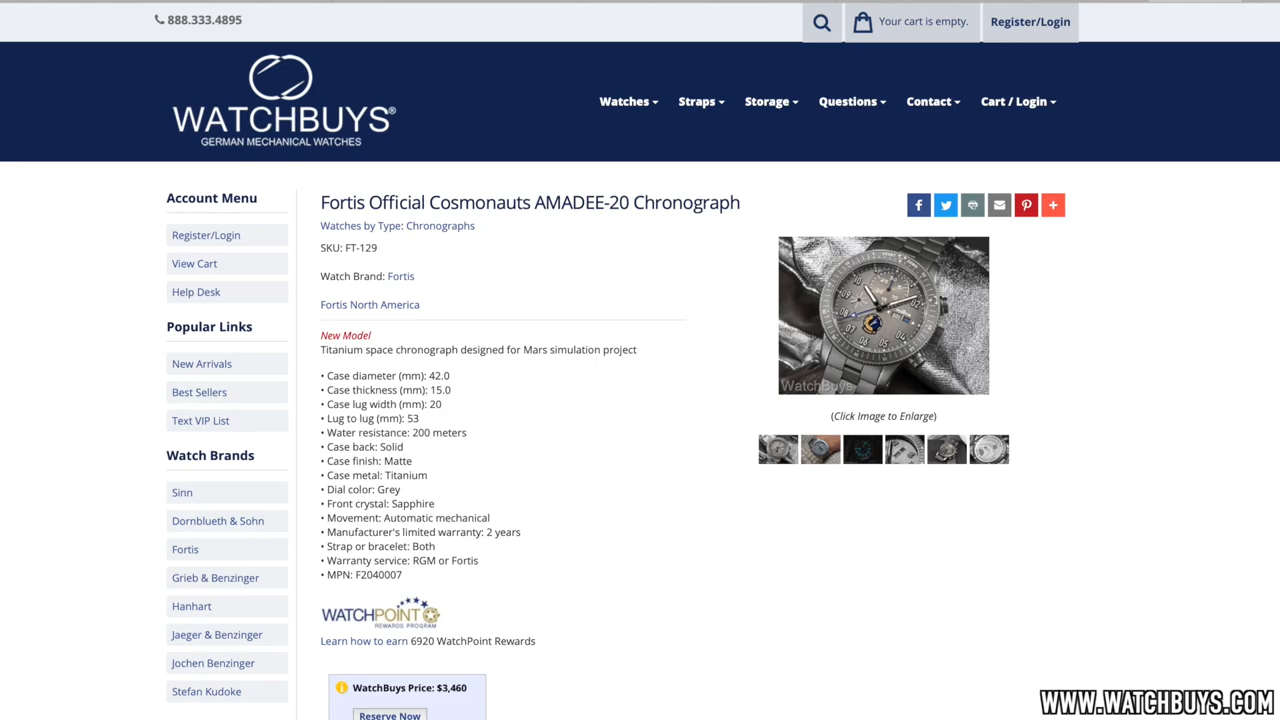 888.333.4895
Your cart is empty.
Register/Login
WATCHBUYS®
GERMAN MECHANICAL WATCHES
Watches
Straps
Storage
Questions
Contact
Cart / Login
Account Menu
Register/Login
View Cart
Help Desk
Popular Links
New Arrivals
Best Sellers
Text VIP List
Watch Brands
Sinn
Dornblueth & Sohn
Fortis
Grieb & Benzinger
Hanhart
Jaeger & Benzinger
Jochen Benzinger
Stefan Kudoke
Fortis Official Cosmonauts AMADEE-20 Chronograph
Watches by Type: Chronographs
SKU: FT-129
Watch Brand: Fortis
Fortis North America
New Model
Titanium space chronograph designed for Mars simulation project
• Case diameter (mm): 42.0
• Case thickness (mm): 15.0
• Case lug width (mm): 20
• Lug to lug (mm): 53
• Water resistance: 200 meters
• Case back: Solid
• Case finish: Matte
• Case metal: Titanium
• Dial color: Grey
• Front crystal: Sapphire
• Movement: Automatic mechanical
• Manufacturer's limited warranty: 2 years
• Strap or bracelet: Both
• Warranty service: RGM or Fortis
• MPN: F2040007
WATCHPOINT
REWARDS PROGRAM
Learn how to earn 6920 WatchPoint Rewards
WatchBuys Price: $3,460
Reserve Now
WatchBuys
(Click Image to Enlarge)
WWW.WATCHBUYS.COM